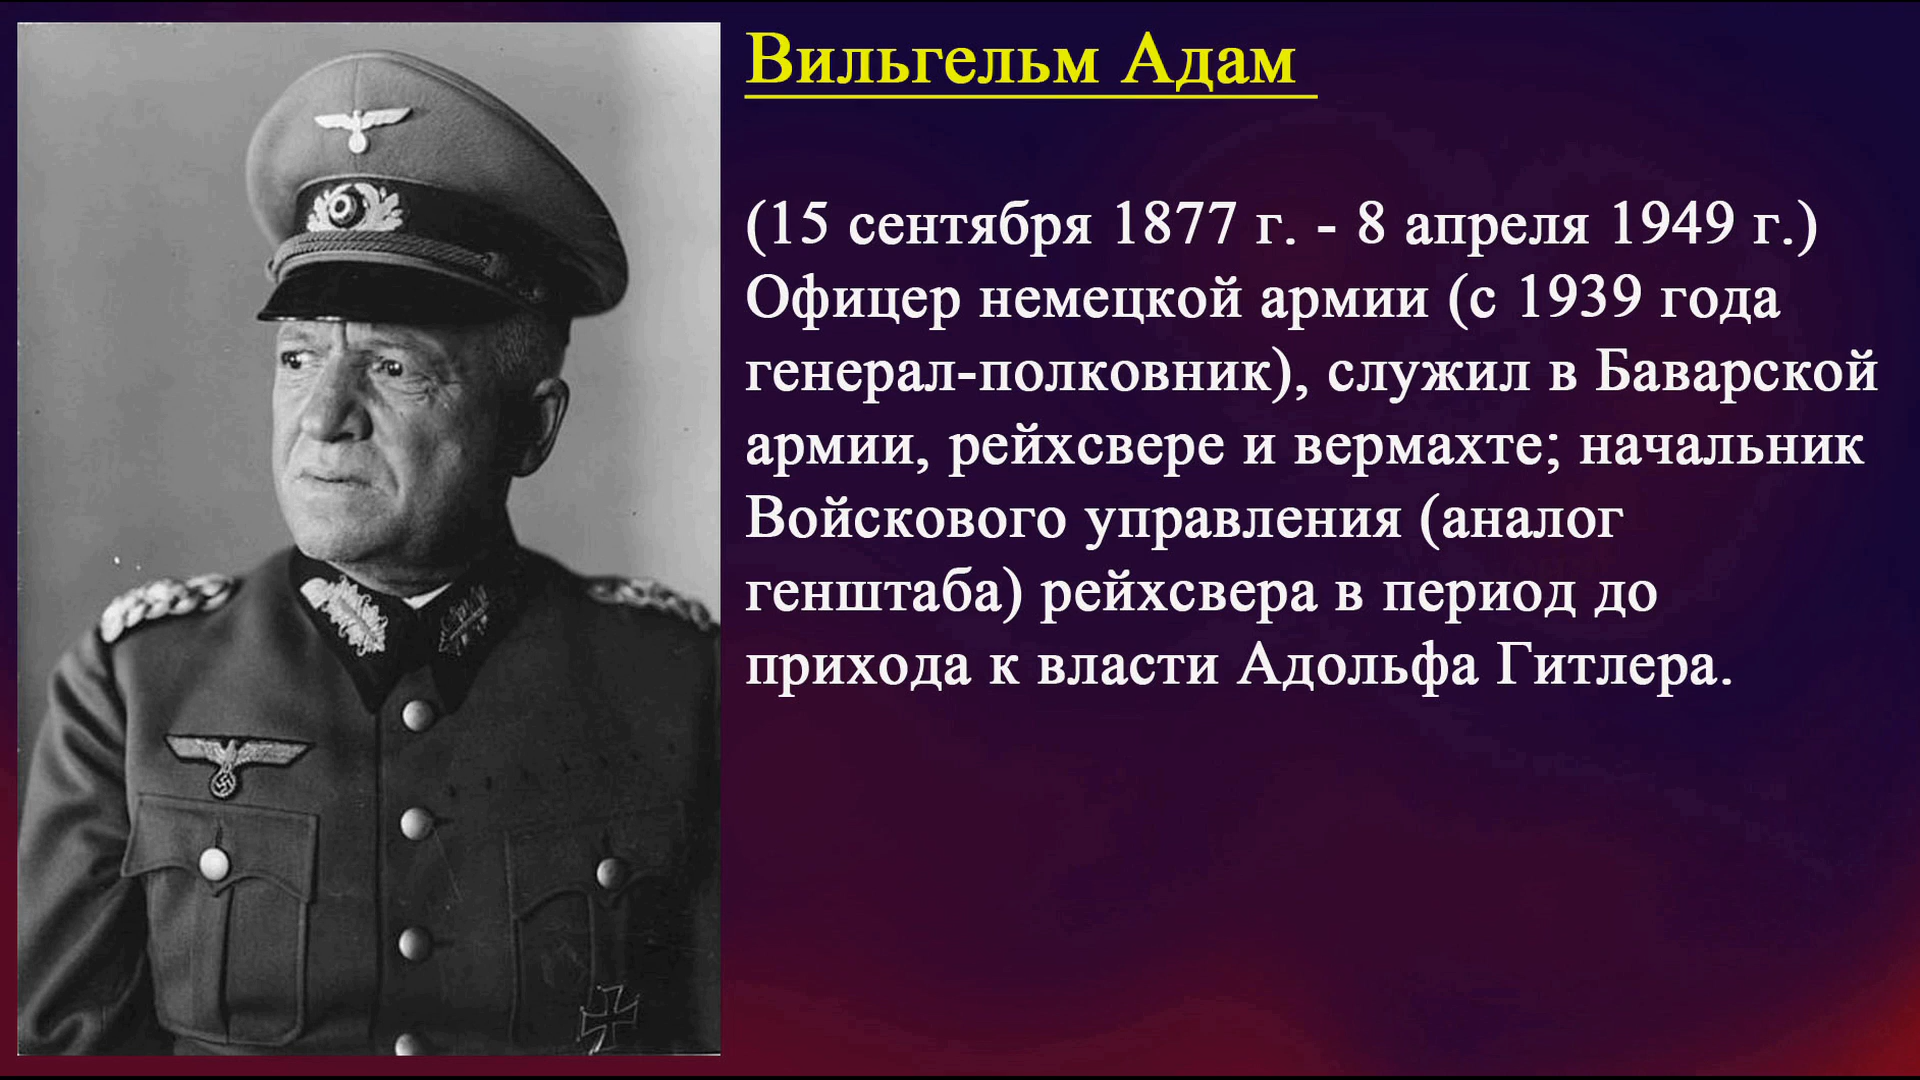 Вильгельм Адам
(15 сентября 1877 г. - 8 апреля 1949 г.)
Офицер немецкой армии (с 1939 года
генерал-полковник), служил в Баварской
армии, рейхсвере и вермахте; начальник
Войскового управления (аналог
генштаба) рейхсвера в период до
прихода к власти Адольфа Гитлера.